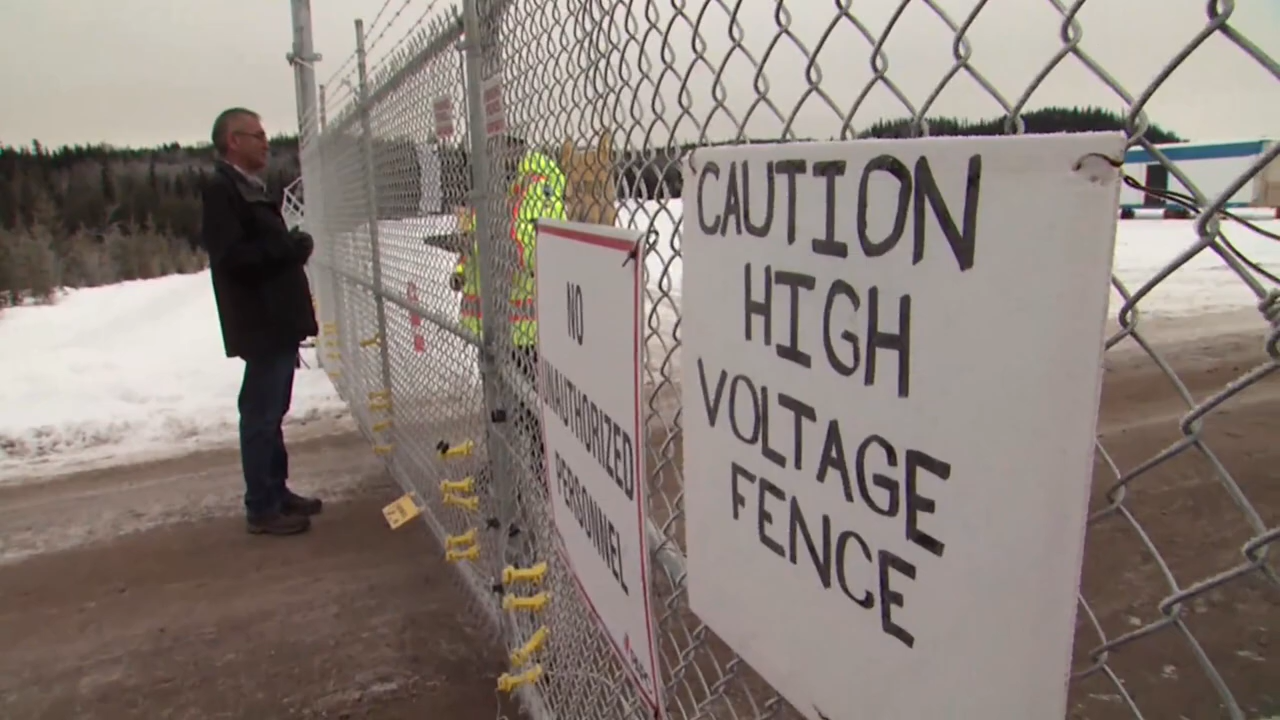 NO
UNAUTHORIZED
PERSONNEL
CAUTION
HIGH
VOLTAGE
FENCE